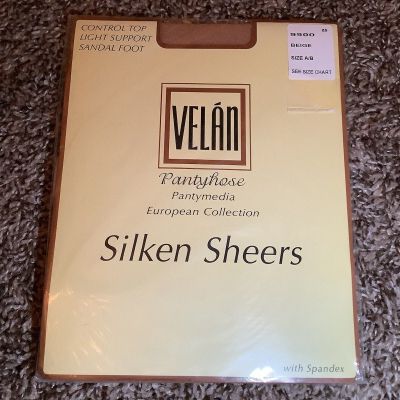 CONTROL TOP
LIGHT SUPPORT
SANDAL FOOT
5500
BEIGE
SIZE A/B
SEE SIZE CHART
VELÁN
Pantyhose
Pantymedia
European Collection
Silken Sheers
with Spandex